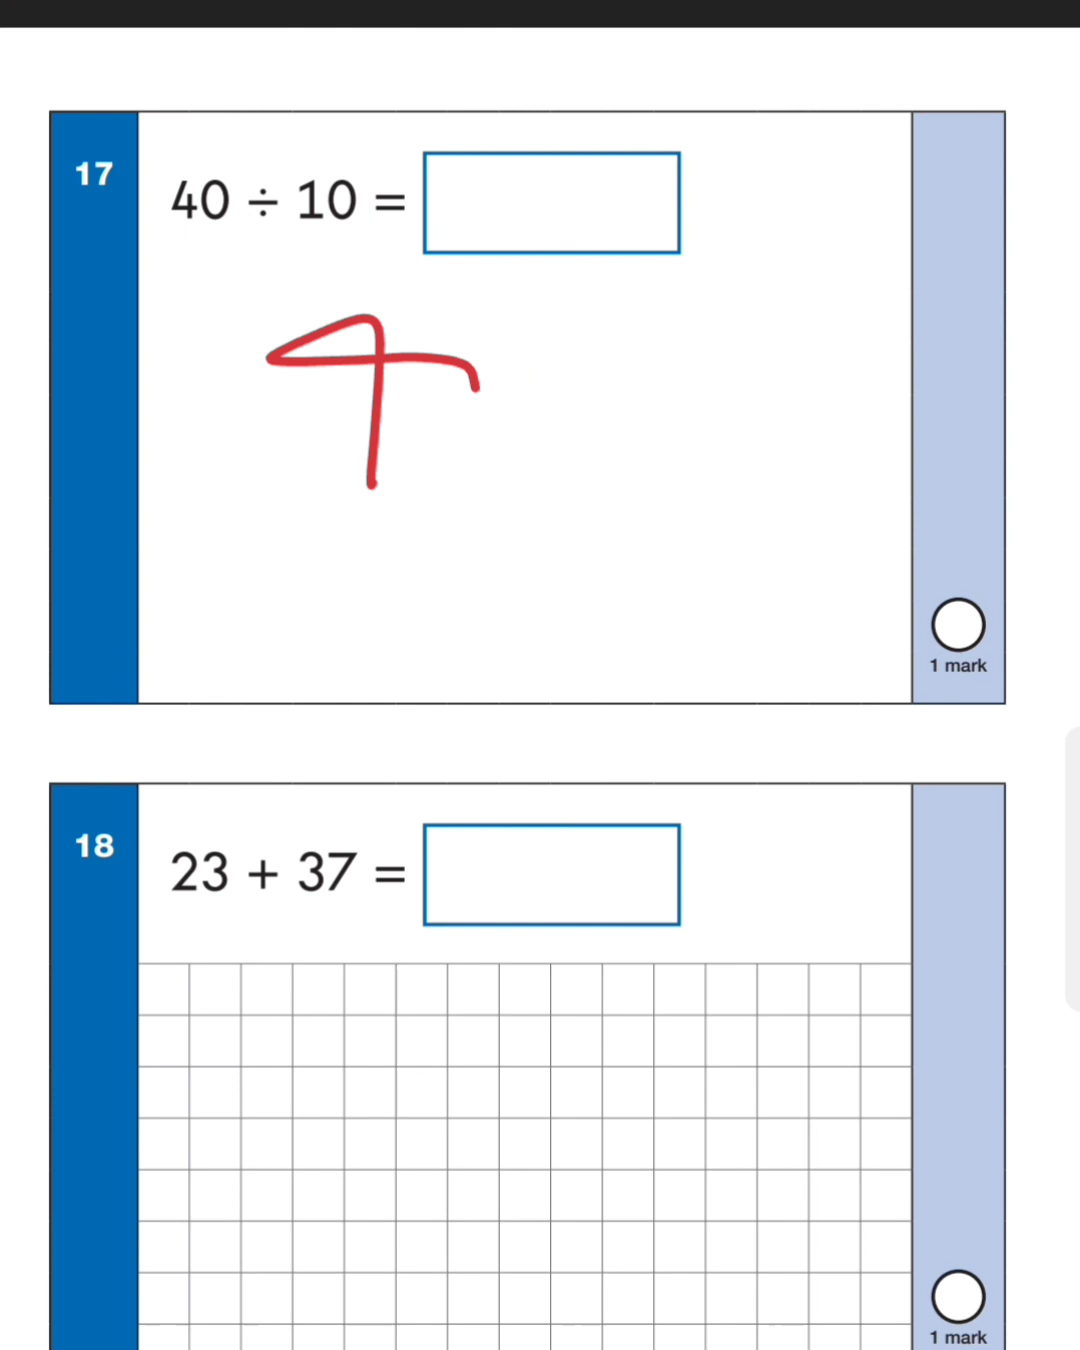 17
40 ÷ 10 =
4
1 mark
18
23 + 37 =
1 mark